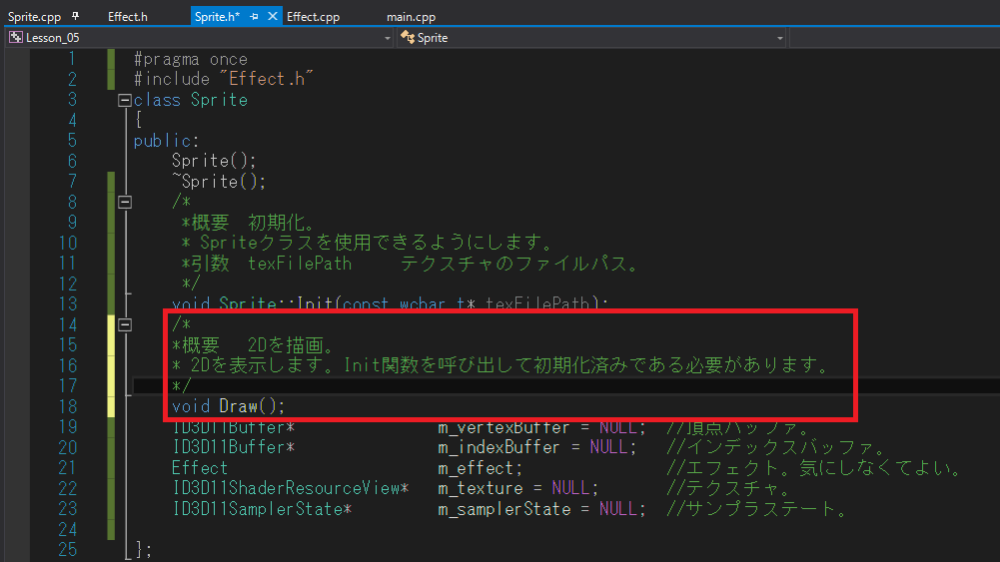 Sprite.cpp Effect.h Sprite.h* Effect.cpp main.cpp
Lesson_05 Sprite
1 #pragma once
2 #include "Effect.h"
3 class Sprite
4 {
5 public:
6 Sprite();
7 ~Sprite();
8 /*
9 *概要 初期化。
10 * Spriteクラスを使用できるようにします。
11 *引数 texFilePath テクスチャのファイルパス。
12 */
13 void Sprite::Init(const wchar_t* texFilePath);
14 /*
15 *概要 2Dを描画。
16 * 2Dを表示します。Init関数を呼び出して初期化済みである必要があります。
17 */
18 void Draw();
19 ID3D11Buffer* m_vertexBuffer = NULL; //頂点バッファ。
20 ID3D11Buffer* m_indexBuffer = NULL; //インデックスバッファ。
21 Effect m_effect; //エフェクト。気にしなくてよい。
22 ID3D11ShaderResourceView* m_texture = NULL; //テクスチャ。
23 ID3D11SamplerState* m_samplerState = NULL; //サンプラステート。
24
25 };